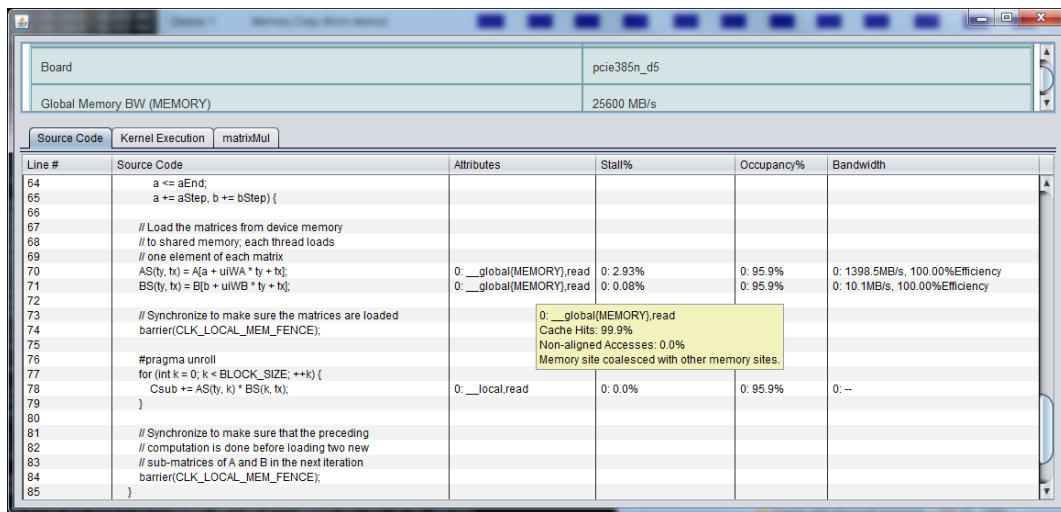 Device 1 Memory Copy (from device)
Board pcie385n_d5
Global Memory BW (MEMORY) 25600 MB/s
Source Code Kernel Execution matrixMul
Line # Source Code Attributes Stall% Occupancy% Bandwidth
64 a <= aEnd;
65 a += aStep, b += bStep) {
66
67 // Load the matrices from device memory
68 // to shared memory; each thread loads
69 // one element of each matrix
70 AS(ty, tx) = A[a + uiWA * ty + tx]; 0: __global{MEMORY},read 0: 2.93% 0: 95.9% 0: 1398.5MB/s, 100.00%Efficiency
71 BS(ty, tx) = B[b + uiWB * ty + tx]; 0: __global{MEMORY},read 0: 0.08% 0: 95.9% 0: 10.1MB/s, 100.00%Efficiency
72
73 // Synchronize to make sure the matrices are loaded
74 barrier(CLK_LOCAL_MEM_FENCE);
75
76 #pragma unroll
77 for (int k = 0; k < BLOCK_SIZE; ++k) {
78 Csub += AS(ty, k) * BS(k, tx); 0: __local,read 0: 0.0% 0: 95.9% 0: --
79 }
80
81 // Synchronize to make sure that the preceding
82 // computation is done before loading two new
83 // sub-matrices of A and B in the next iteration
84 barrier(CLK_LOCAL_MEM_FENCE);
85 }
0: __global{MEMORY},read
Cache Hits: 99.9%
Non-aligned Accesses: 0.0%
Memory site coalesced with other memory sites.